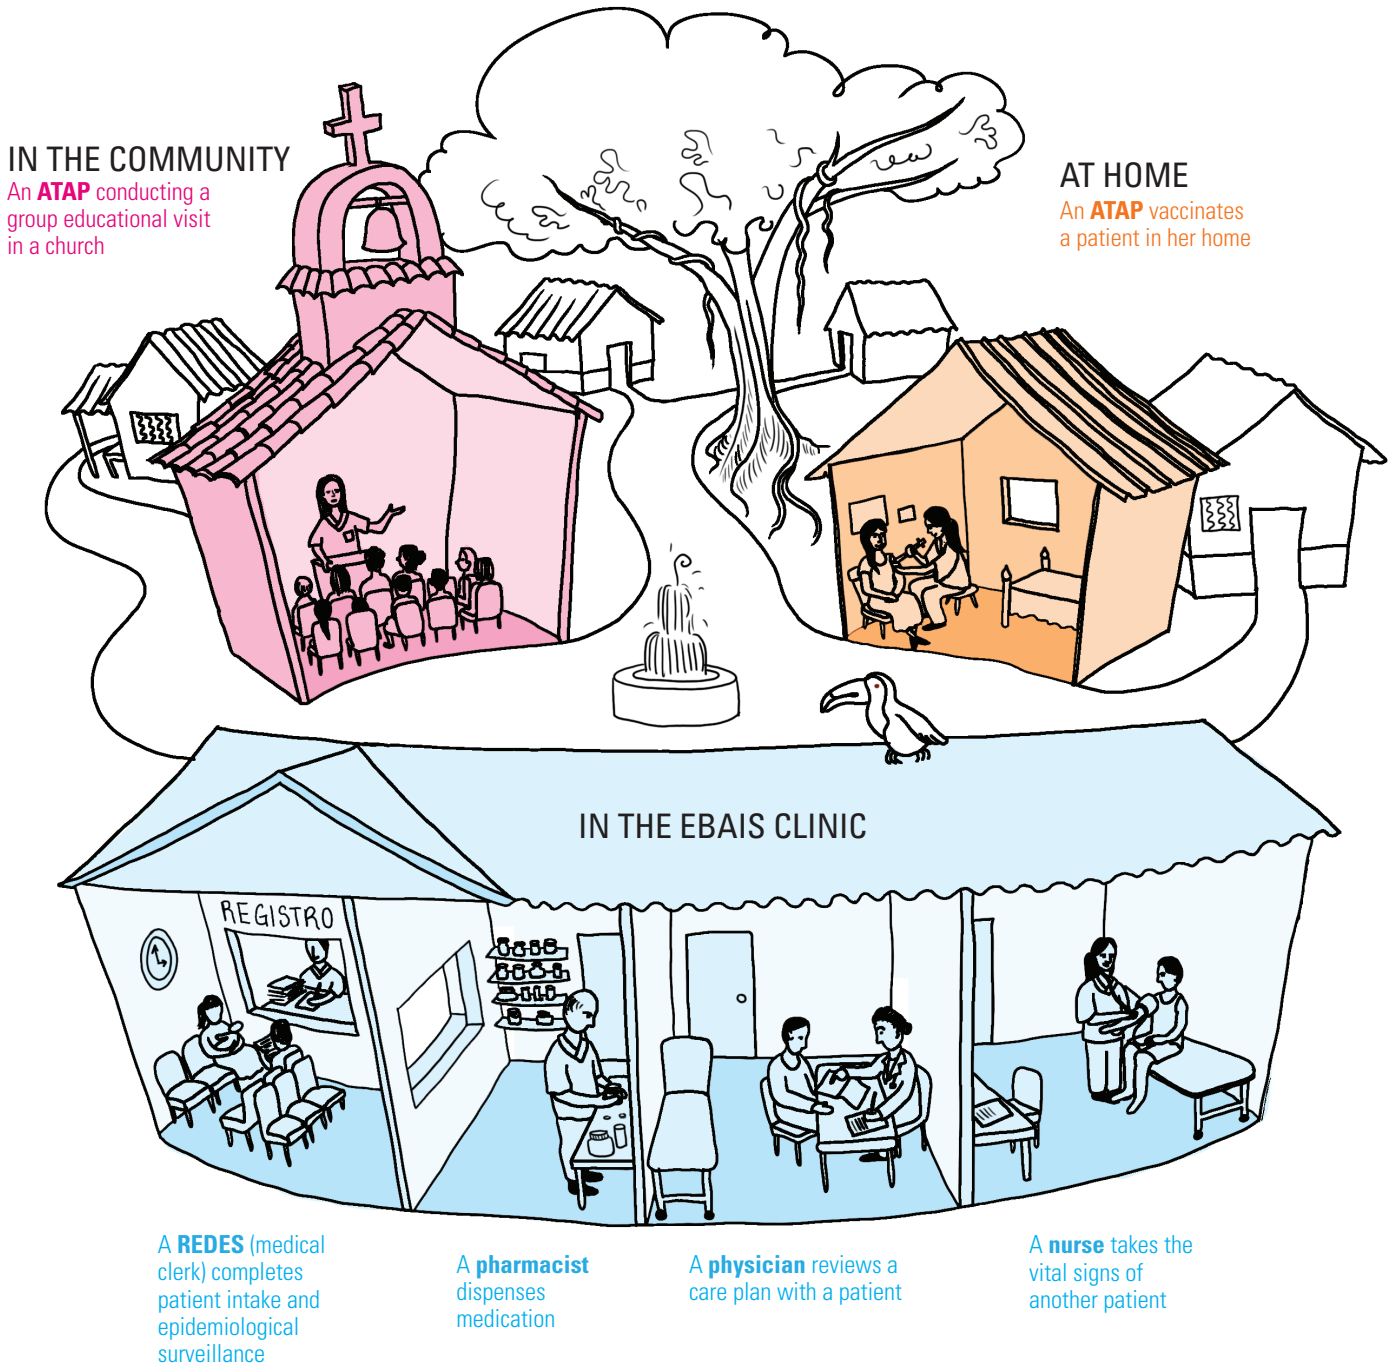 IN THE COMMUNITY
An ATAP conducting a
group educational visit
in a church
AT HOME
An ATAP vaccinates
a patient in her home
IN THE EBAIS CLINIC
REGISTRO
A REDES (medical
clerk) completes
patient intake and
epidemiological
surveillance
A pharmacist
dispenses
medication
A physician reviews a
care plan with a patient
A nurse takes the
vital signs of
another patient